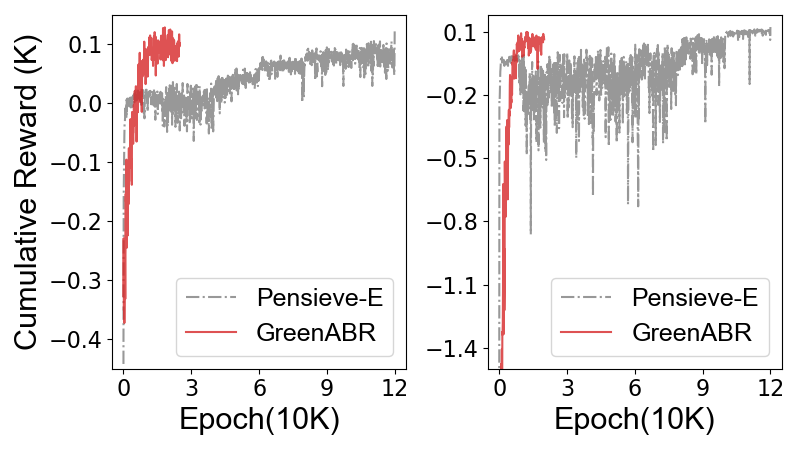 Cumulative Reward (K)
0.1
0.0
−0.1
−0.2
−0.3
−0.4
Pensieve-E
GreenABR
0 3 6 9 12
Epoch(10K)
0.1
−0.2
−0.5
−0.8
−1.1
−1.4
Pensieve-E
GreenABR
0 3 6 9 12
Epoch(10K)